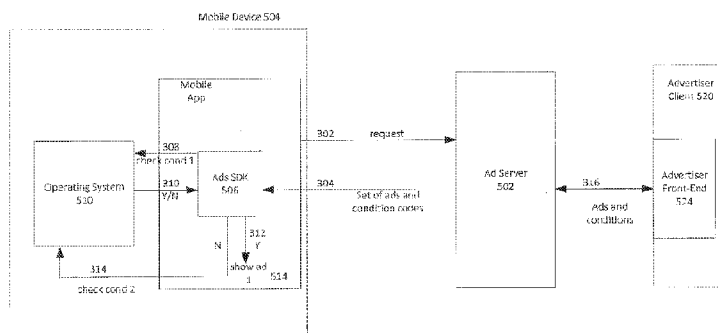 Mobile Device 504
Mobile
App
Advertiser
Client 520
302
request
308
check cond 1
Operating System
510
310
Y/N
Ads SDK
506
304
Set of ads and
condition codes
Ad Server
502
316
Ads and
conditions
Advertiser
Front-End
524
312
N
Y
314
check cond 2
show ad
1
514